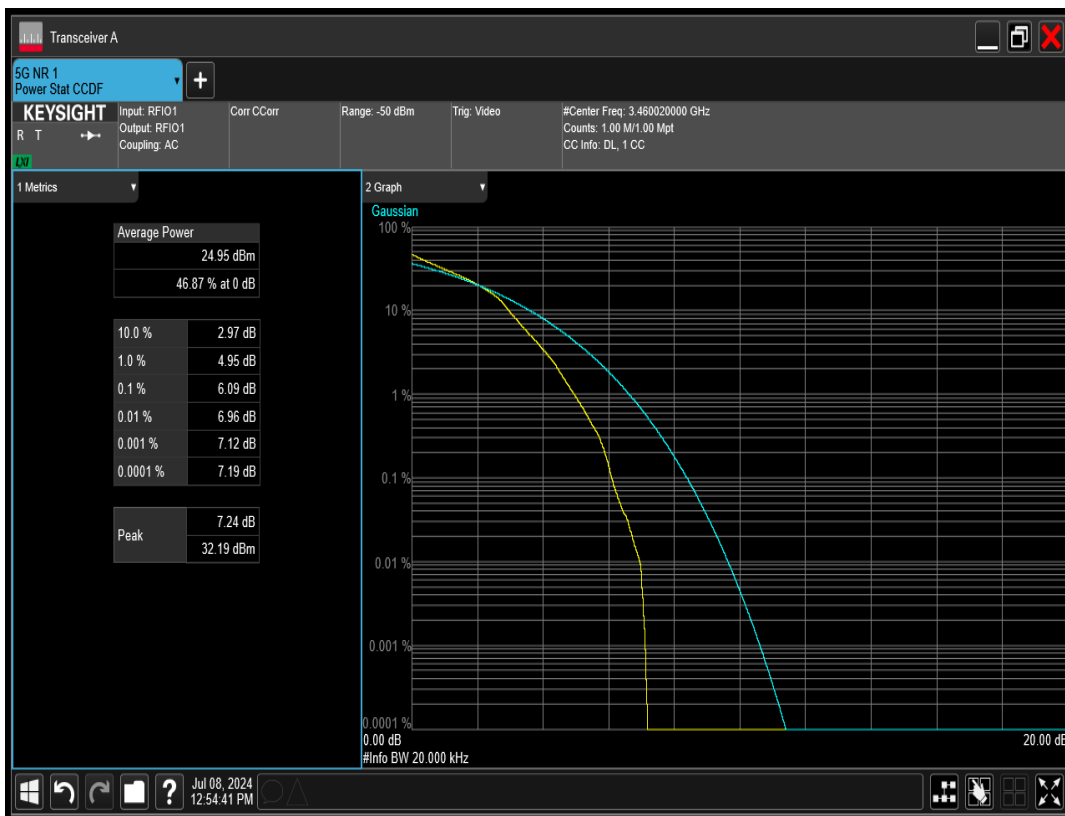 Transceiver A
5G NR 1
Power Stat CCDF
+
KEYSIGHT
R T
LXI
Input: RFIO1
Output: RFIO1
Coupling: AC
Corr CCorr
Range: -50 dBm
Trig: Video
#Center Freq: 3.460020000 GHz
Counts: 1.00 M/1.00 Mpt
CC Info: DL, 1 CC
1 Metrics
Average Power
24.95 dBm
46.87 % at 0 dB
10.0 % 2.97 dB
1.0 % 4.95 dB
0.1 % 6.09 dB
0.01 % 6.96 dB
0.001 % 7.12 dB
0.0001 % 7.19 dB
Peak
7.24 dB
32.19 dBm
2 Graph
Gaussian
100 %
10 %
1 %
0.1 %
0.01 %
0.001 %
0.0001 %
0.00 dB
20.00 dB
#Info BW 20.000 kHz
?
Jul 08, 2024
12:54:41 PM